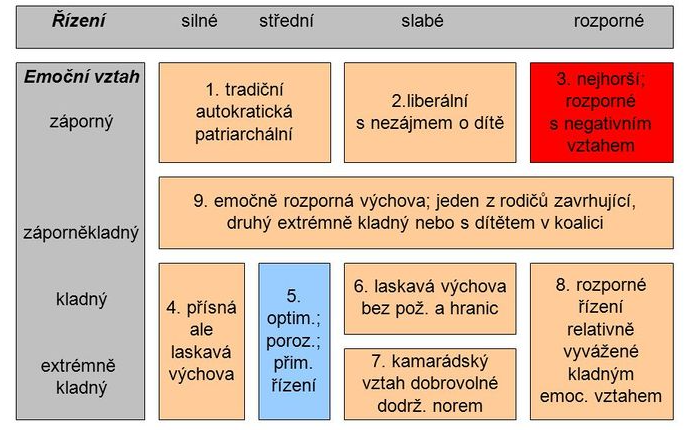 Řízení silné střední slabé rozporné
Emoční vztah
záporný
1. tradiční
autokratická
patriarchální
2.liberální
s nezájmem o dítě
3. nejhorší;
rozporné
s negativním
vztahem
záporněkladný
9. emočně rozporná výchova; jeden z rodičů zavrhující,
druhý extrémně kladný nebo s dítětem v koalici
kladný
extrémně
kladný
4. přísná
ale
laskavá
výchova
5.
optim.;
poroz.;
přim.
řízení
6. laskavá výchova
bez pož. a hranic
7. kamarádský
vztah dobrovolné
dodrž. norem
8. rozporné
řízení
relativně
vyvážené
kladným
emoc. vztahem